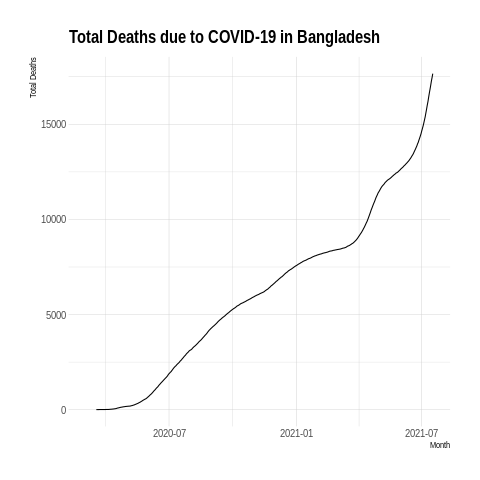 Total Deaths due to COVID-19 in Bangladesh
Total Deaths
15000
10000
5000
0
2020-07
2021-01
2021-07
Month